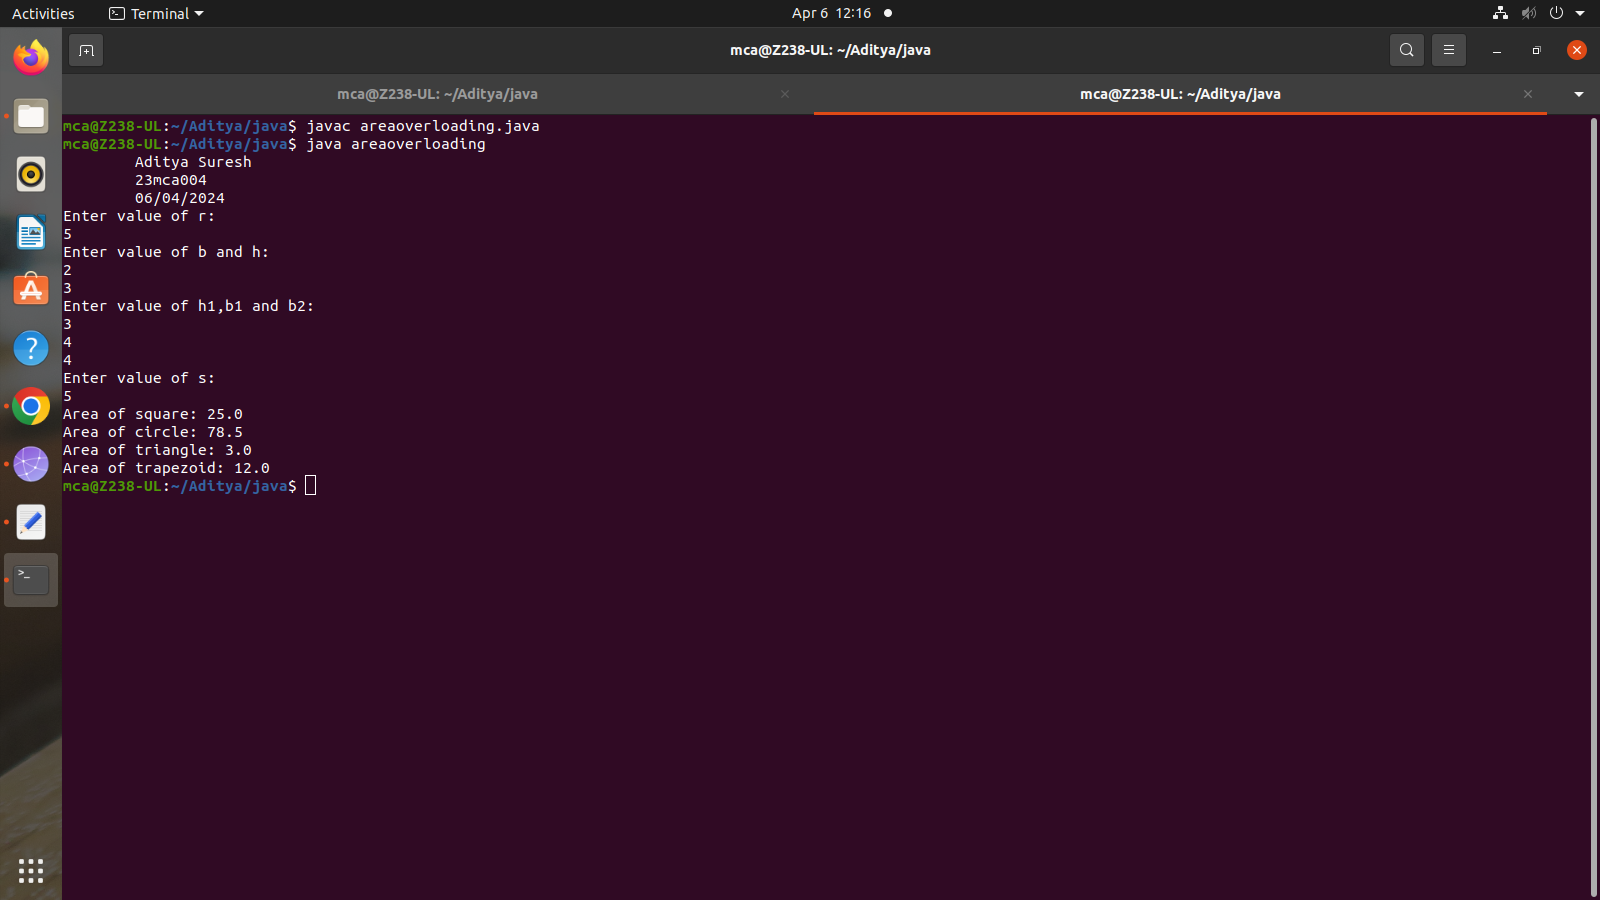 Activities
Terminal
Apr 6 12:16
mca@Z238-UL: ~/Aditya/java
mca@Z238-UL: ~/Aditya/java
mca@Z238-UL: ~/Aditya/java
mca@Z238-UL:~/Aditya/java$ javac areaoverloading.java
mca@Z238-UL:~/Aditya/java$ java areaoverloading
Aditya Suresh
23mca004
06/04/2024
Enter value of r:
5
Enter value of b and h:
2
3
Enter value of h1,b1 and b2:
3
4
4
Enter value of s:
5
Area of square: 25.0
Area of circle: 78.5
Area of triangle: 3.0
Area of trapezoid: 12.0
mca@Z238-UL:~/Aditya/java$